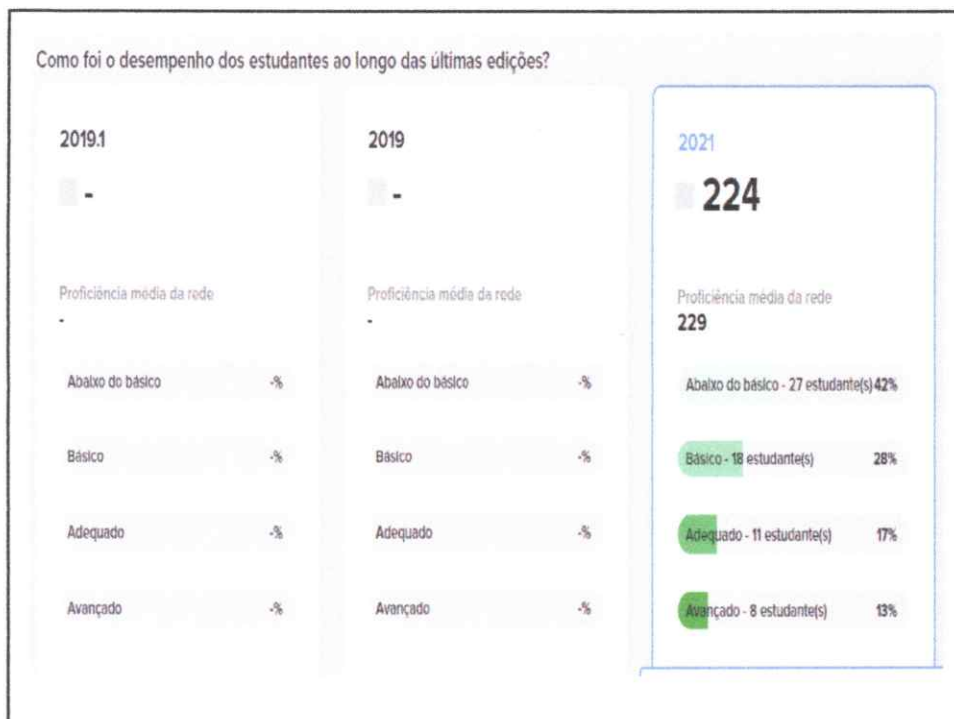 Como foi o desempenho dos estudantes ao longo das últimas edições?
2019.1
-
Proficiência média da rede
-
Abaixo do básico -%
Básico -%
Adequado -%
Avançado -%
2019
-
Proficiência média da rede
-
Abaixo do básico -%
Básico -%
Adequado -%
Avançado -%
2021
224
Proficiência média da rede
229
Abaixo do básico - 27 estudante(s) 42%
Básico - 18 estudante(s) 28%
Adequado - 11 estudante(s) 17%
Avançado - 8 estudante(s) 13%